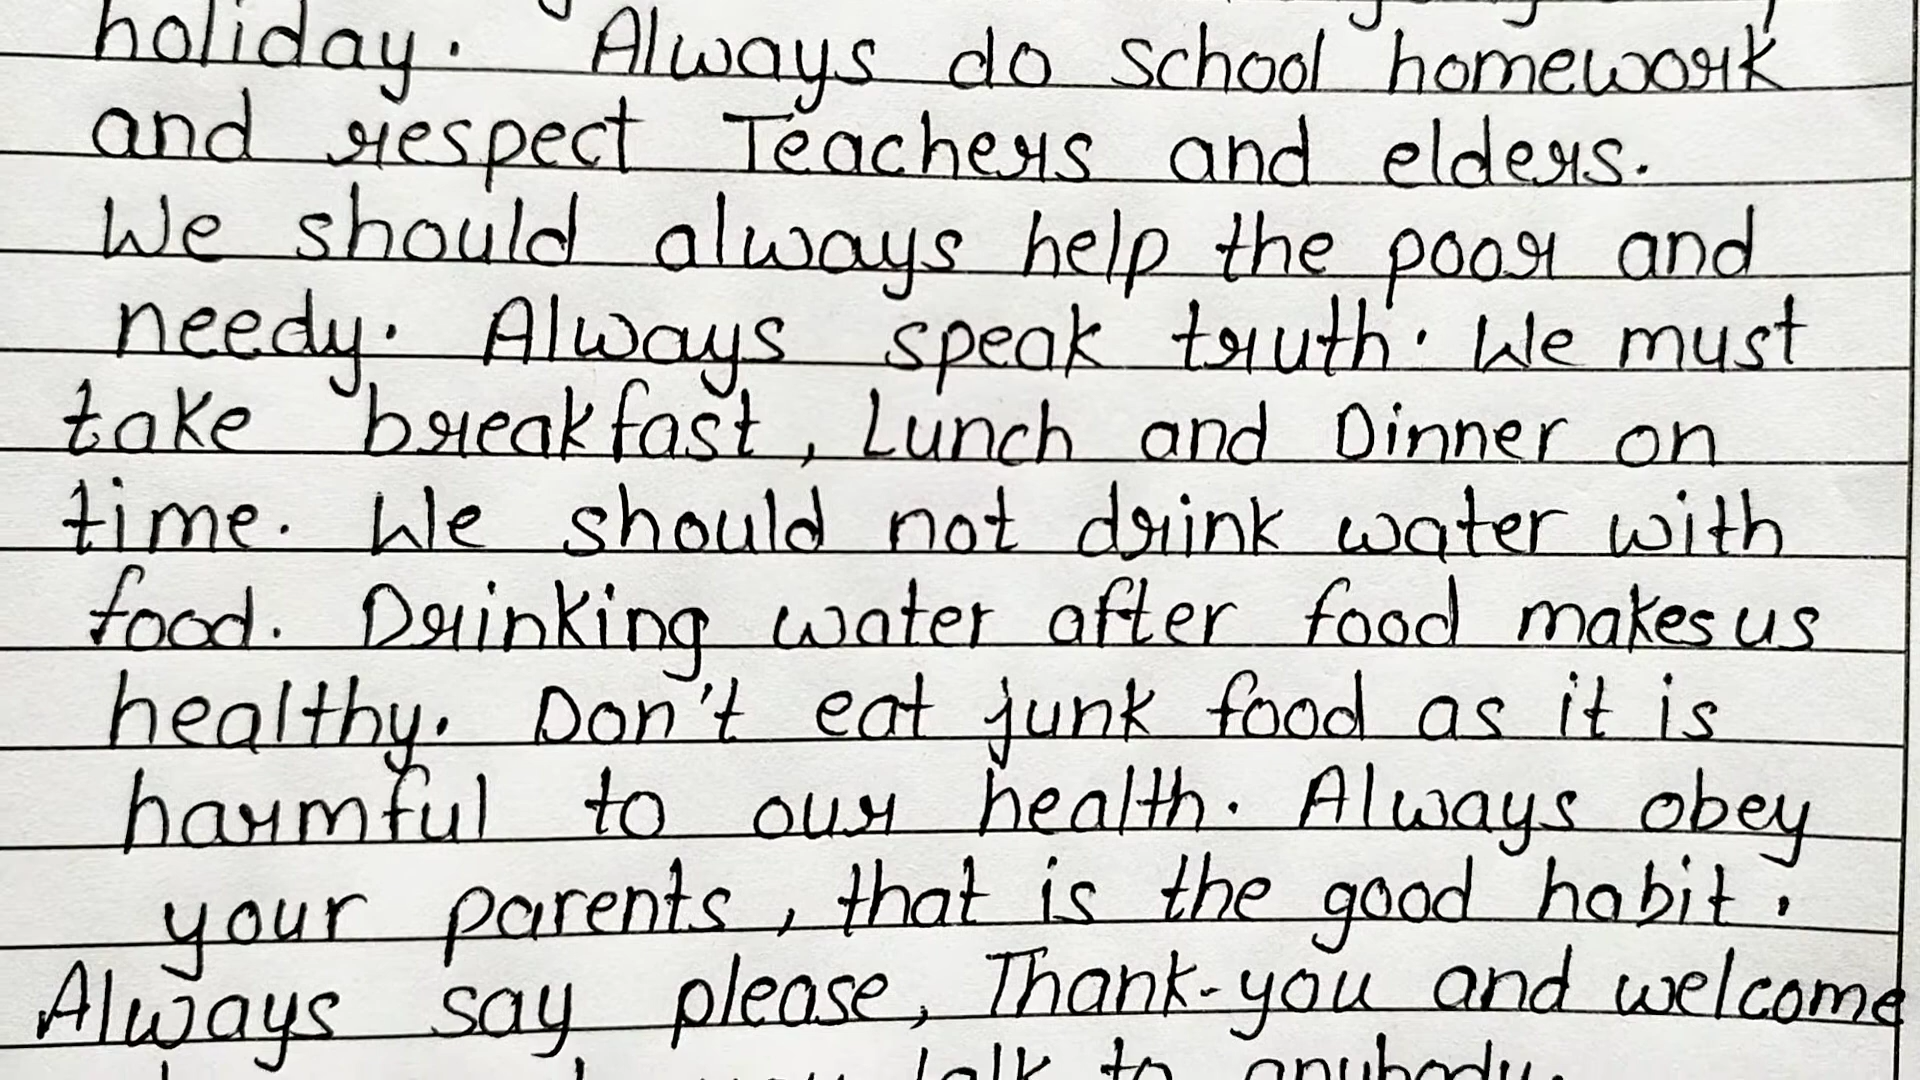 holiday. Always do school homework
and respect Teachers and elders.
We should always help the poor and
needy. Always speak truth. We must
take breakfast, Lunch and Dinner on
time. We should not drink water with
food. Drinking water after food makes us
healthy. Don't eat junk food as it is
harmful to our health. Always obey
your parents, that is the good habit.
Always say please, Thank-you and welcome
talk to anybody.